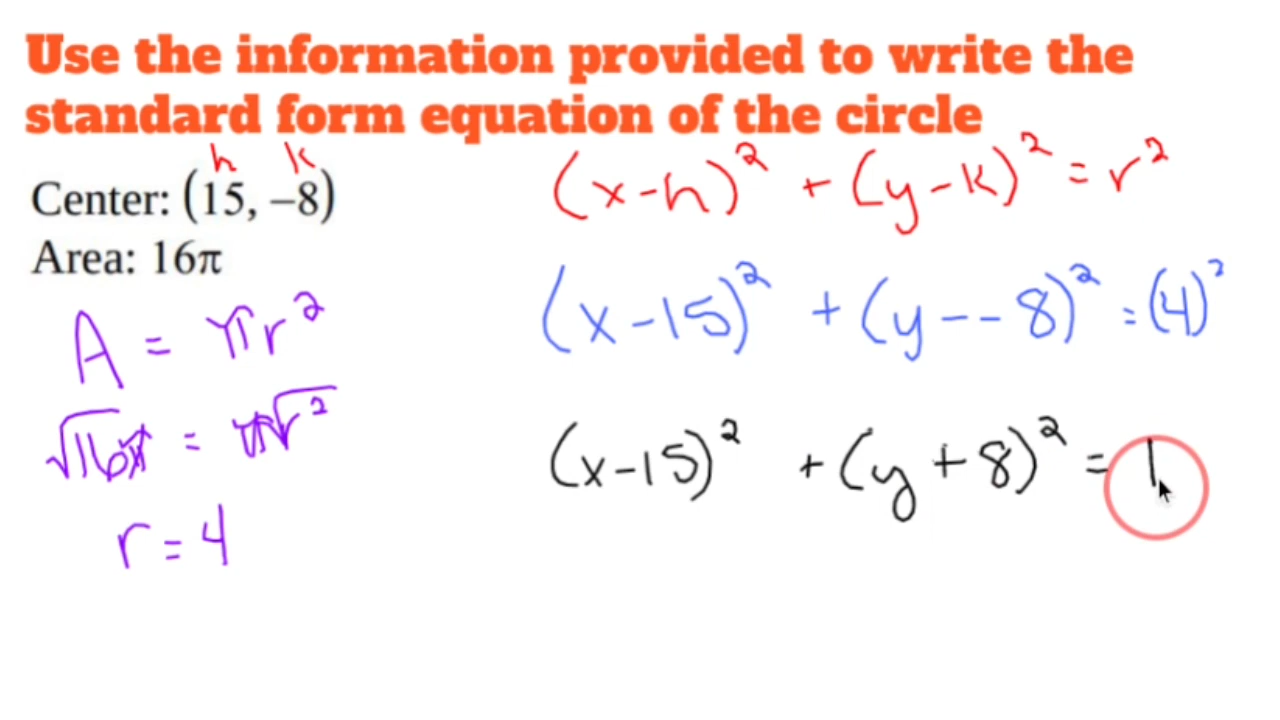 Use the information provided to write the
standard form equation of the circle
h k
Center: (15, −8)
Area: 16π
A = πr²
√16π = π√r²
r = 4
(x-h)² + (y-k)² = r²
(x-15)² + (y--8)² = (4)²
(x-15)² + (y+8)² = 1